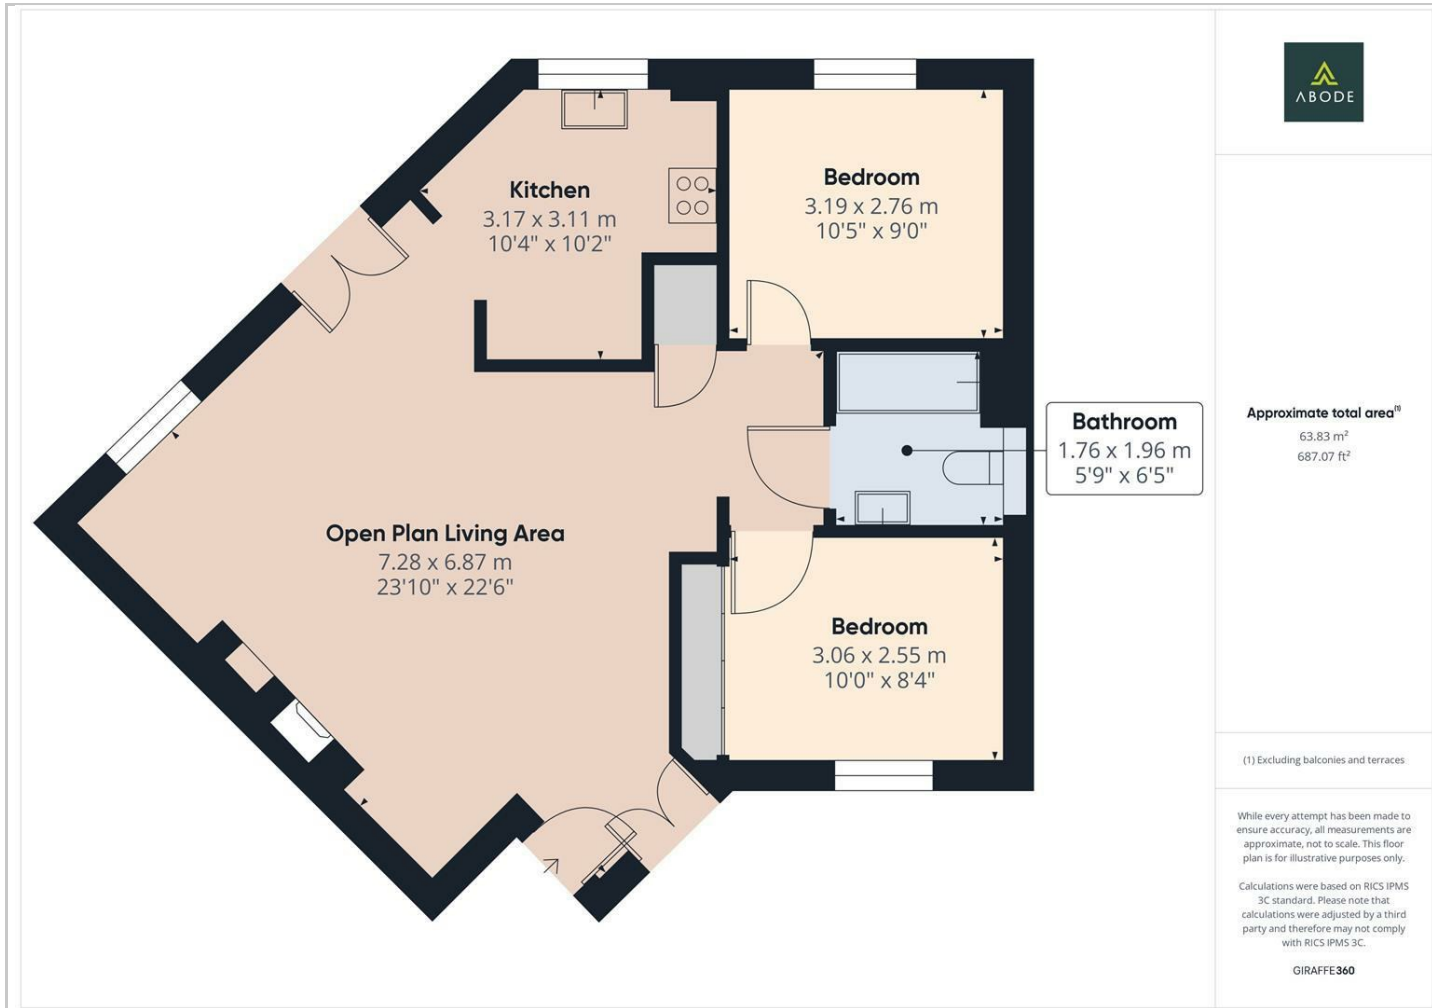 Kitchen
3.17 x 3.11 m
10'4" x 10'2"
Bedroom
3.19 x 2.76 m
10'5" x 9'0"
Bathroom
1.76 x 1.96 m
5'9" x 6'5"
Open Plan Living Area
7.28 x 6.87 m
23'10" x 22'6"
Bedroom
3.06 x 2.55 m
10'0" x 8'4"
ABODE
Approximate total area⁽¹⁾
63.83 m²
687.07 ft²
(1) Excluding balconies and terraces
While every attempt has been made to
ensure accuracy, all measurements are
approximate, not to scale. This floor
plan is for illustrative purposes only.
Calculations were based on RICS IPMS
3C standard. Please note that
calculations were adjusted by a third
party and therefore may not comply
with RICS IPMS 3C.
GIRAFFE360